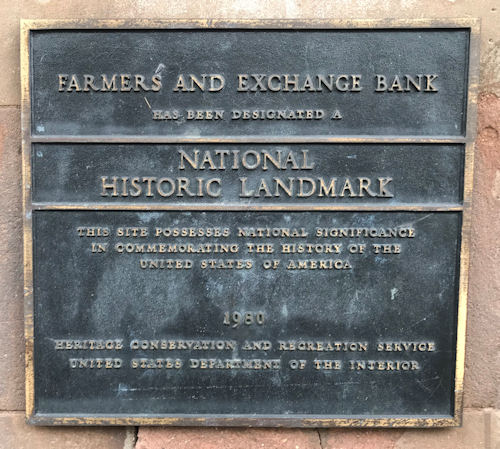 FARMERS AND EXCHANGE BANK
HAS BEEN DESIGNATED A
NATIONAL
HISTORIC LANDMARK
THIS SITE POSSESSES NATIONAL SIGNIFICANCE
IN COMMEMORATING THE HISTORY OF THE
UNITED STATES OF AMERICA
1980
HERITAGE CONSERVATION AND RECREATION SERVICE
UNITED STATES DEPARTMENT OF THE INTERIOR